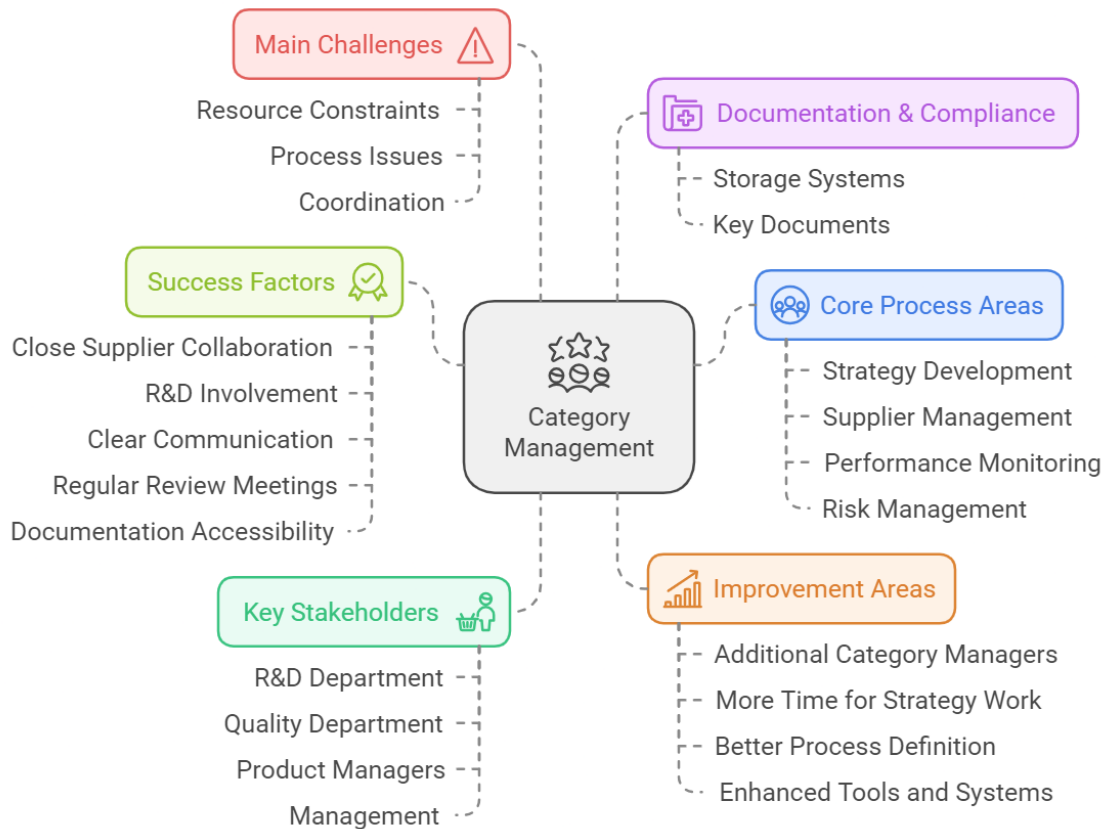 Main Challenges
Resource Constraints
Process Issues
Coordination
Success Factors
Close Supplier Collaboration
R&D Involvement
Clear Communication
Regular Review Meetings
Documentation Accessibility
Key Stakeholders
R&D Department
Quality Department
Product Managers
Management
Category
Management
Documentation & Compliance
Storage Systems
Key Documents
Core Process Areas
Strategy Development
Supplier Management
Performance Monitoring
Risk Management
Improvement Areas
Additional Category Managers
More Time for Strategy Work
Better Process Definition
Enhanced Tools and Systems